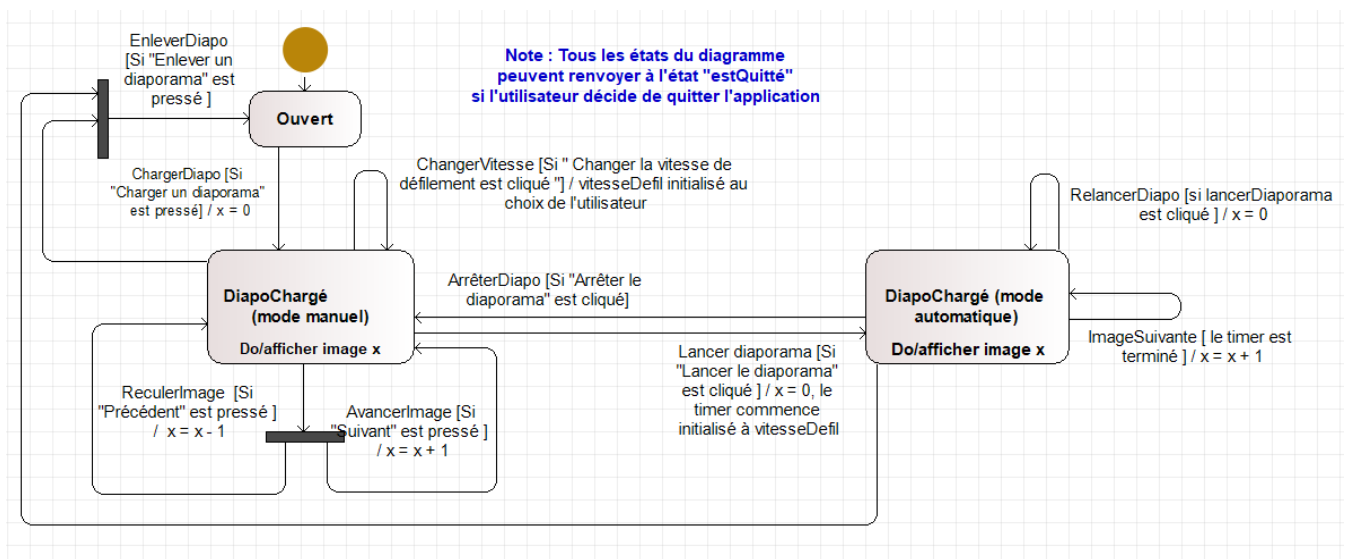 EnleverDiapo
[Si "Enlever un
diaporama" est
pressé ]
Note : Tous les états du diagramme
peuvent renvoyer à l'état "estQuitté"
si l'utilisateur décide de quitter l'application
Ouvert
ChargerDiapo [Si
"Charger un diaporama"
est pressé] / x = 0
ChangerVitesse [Si " Changer la vitesse de
défilement est cliqué "] / vitesseDefil initialisé au
choix de l'utilisateur
RelancerDiapo [si lancerDiaporama
est cliqué ] / x = 0
DiapoChargé
(mode manuel)
Do/afficher image x
ArrêterDiapo [Si "Arrêter le
diaporama" est cliqué]
DiapoChargé (mode
automatique)
Do/afficher image x
ImageSuivante [ le timer est
terminé ] / x = x + 1
Lancer diaporama [Si
"Lancer le diaporama"
est cliqué ] / x = 0, le
timer commence
initialisé à vitesseDefil
ReculerImage [Si
"Précédent" est pressé ]
/ x = x - 1
AvancerImage [Si
"Suivant" est pressé ]
/ x = x + 1